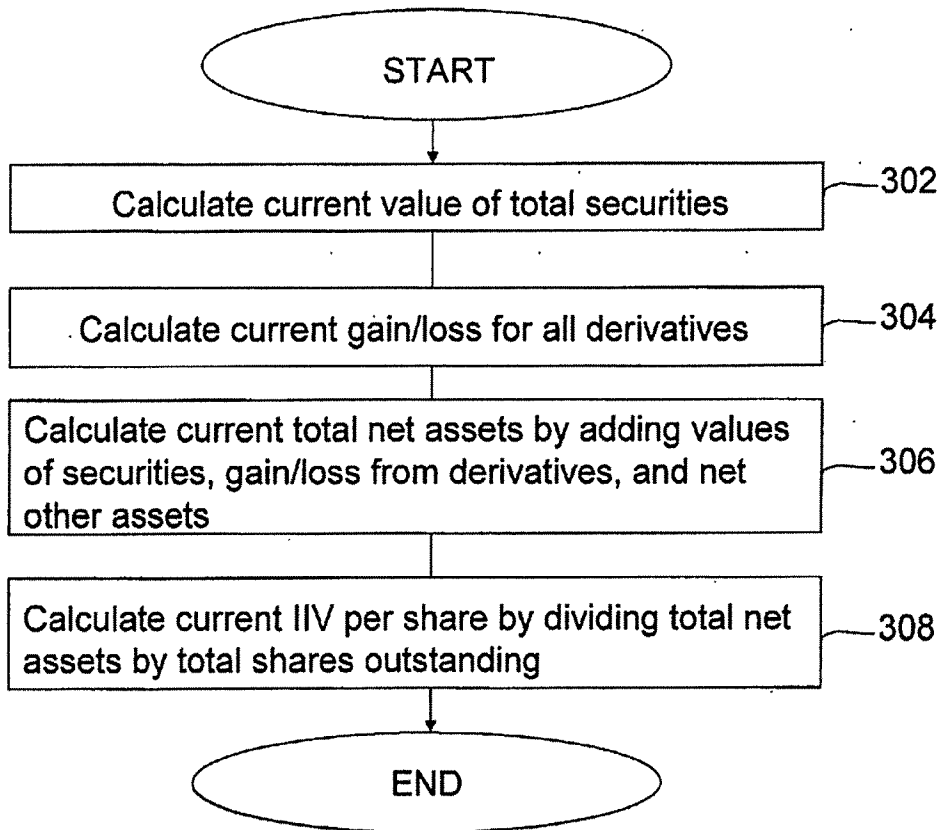 START
Calculate current value of total securities
302
Calculate current gain/loss for all derivatives
304
Calculate current total net assets by adding values
of securities, gain/loss from derivatives, and net
other assets
306
Calculate current IIV per share by dividing total net
assets by total shares outstanding
308
END